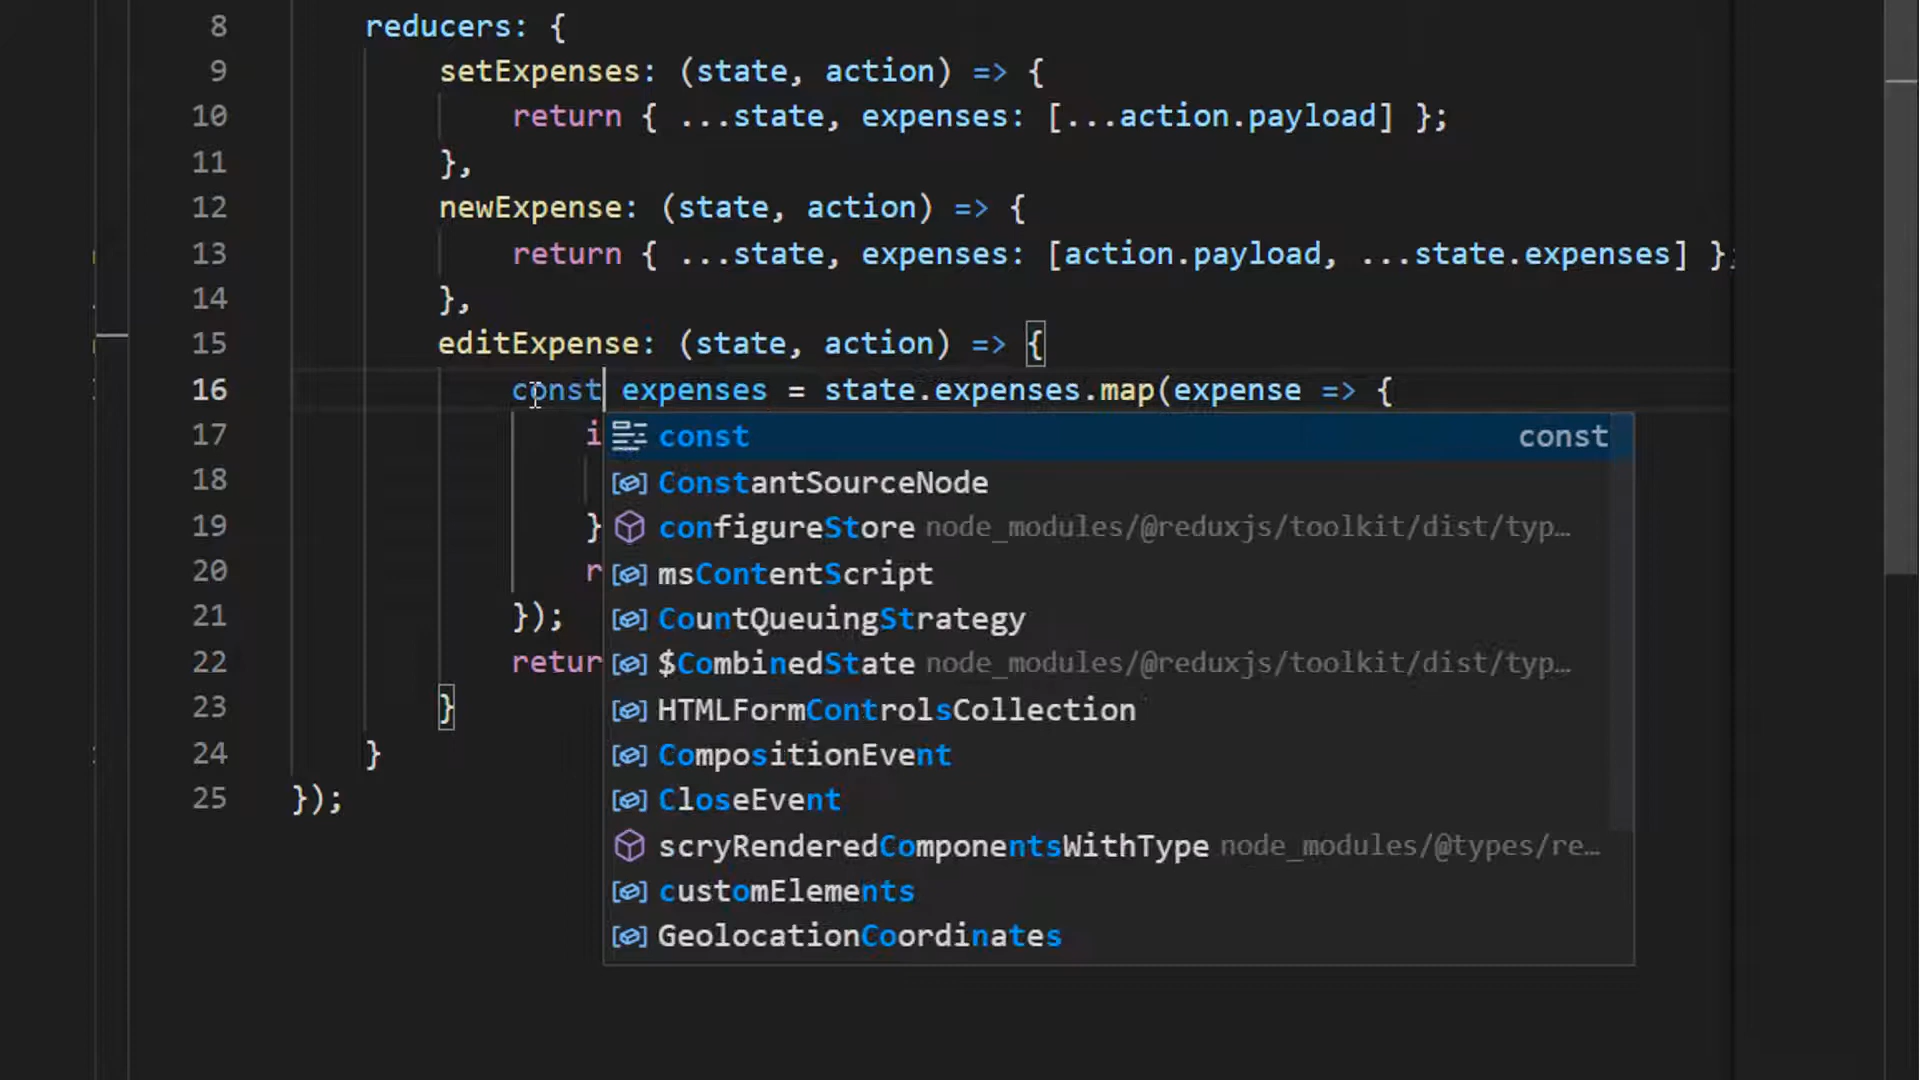 8 reducers: {
9 setExpenses: (state, action) => {
10 return { ...state, expenses: [...action.payload] };
11 },
12 newExpense: (state, action) => {
13 return { ...state, expenses: [action.payload, ...state.expenses] };
14 },
15 editExpense: (state, action) => {
16 const expenses = state.expenses.map(expense => {
17 i
const const
18
ConstantSourceNode
19 }
configureStore node_modules/@reduxjs/toolkit/dist/typ…
20 r
msContentScript
21 });
CountQueuingStrategy
22 retur
$CombinedState node_modules/@reduxjs/toolkit/dist/typ…
23 }
HTMLFormControlsCollection
24 }
CompositionEvent
25 });
CloseEvent
scryRenderedComponentsWithType node_modules/@types/re…
customElements
GeolocationCoordinates